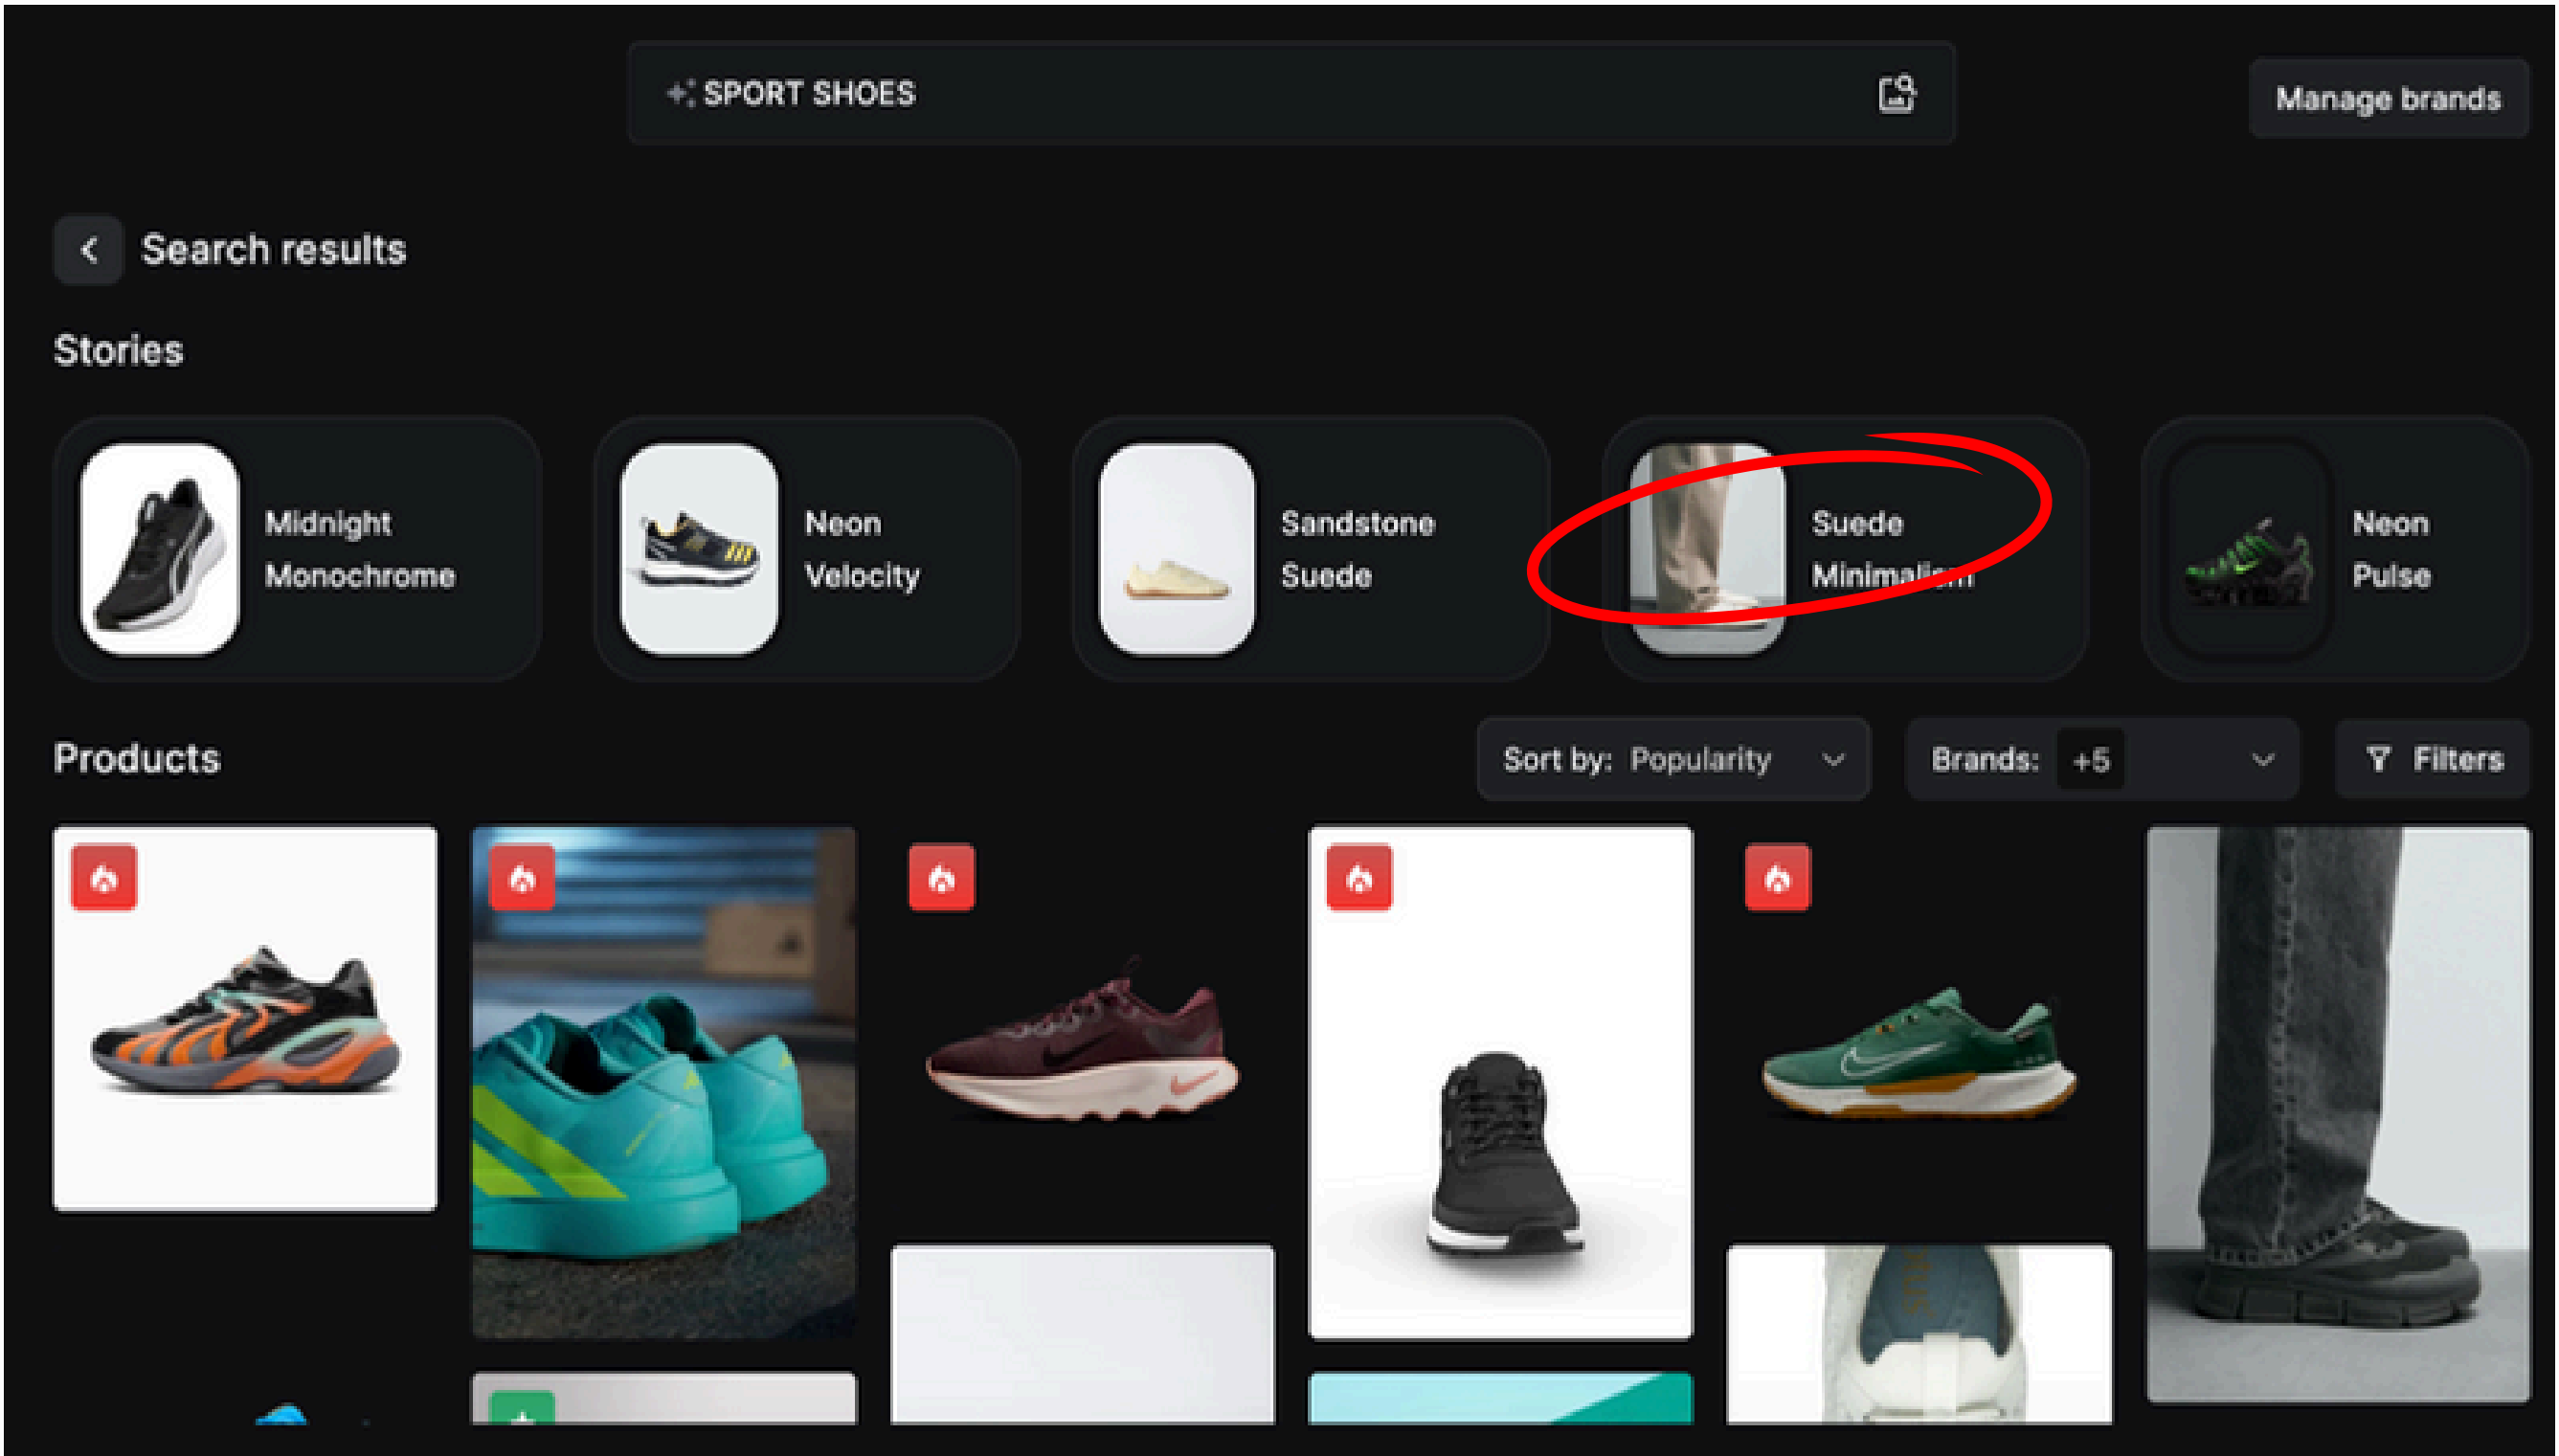 SPORT SHOES
Manage brands
Search results
Stories
Midnight
Monochrome
Neon
Velocity
Sandstone
Suede
Suede
Minimalism
Neon
Pulse
Products
Sort by: Popularity
Brands: +5
Filters